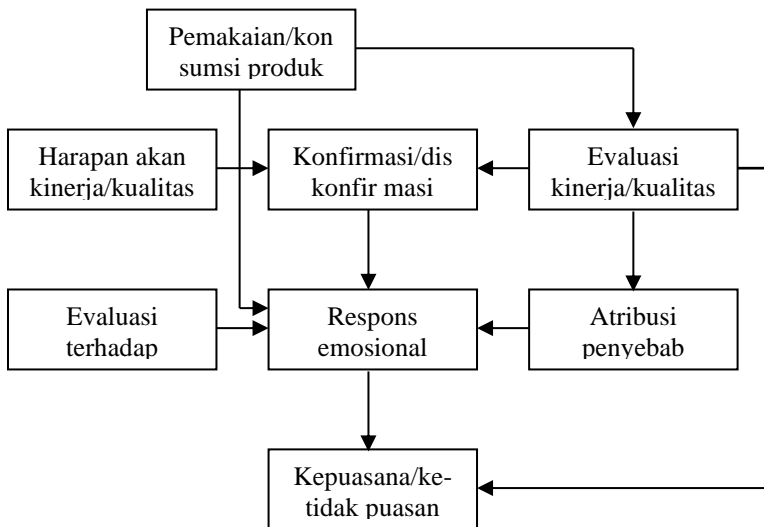 Pemakaian/kon
sumsi produk
Harapan akan
kinerja/kualitas
Konfirmasi/dis
konfir masi
Evaluasi
kinerja/kualitas
Evaluasi
terhadap
Respons
emosional
Atribusi
penyebab
Kepuasana/ke-
tidak puasan